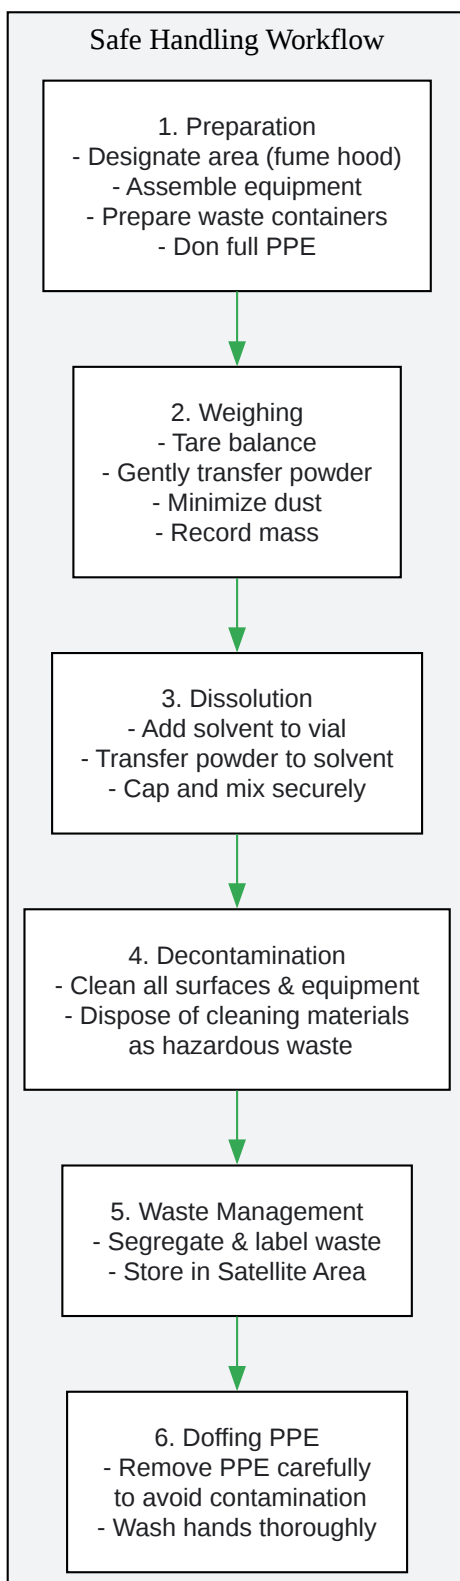 Safe Handling Workflow
1. Preparation
- Designate area (fume hood)
- Assemble equipment
- Prepare waste containers
- Don full PPE
2. Weighing
- Tare balance
- Gently transfer powder
- Minimize dust
- Record mass
3. Dissolution
- Add solvent to vial
- Transfer powder to solvent
- Cap and mix securely
4. Decontamination
- Clean all surfaces & equipment
- Dispose of cleaning materials
as hazardous waste
5. Waste Management
- Segregate & label waste
- Store in Satellite Area
6. Doffing PPE
- Remove PPE carefully
to avoid contamination
- Wash hands thoroughly